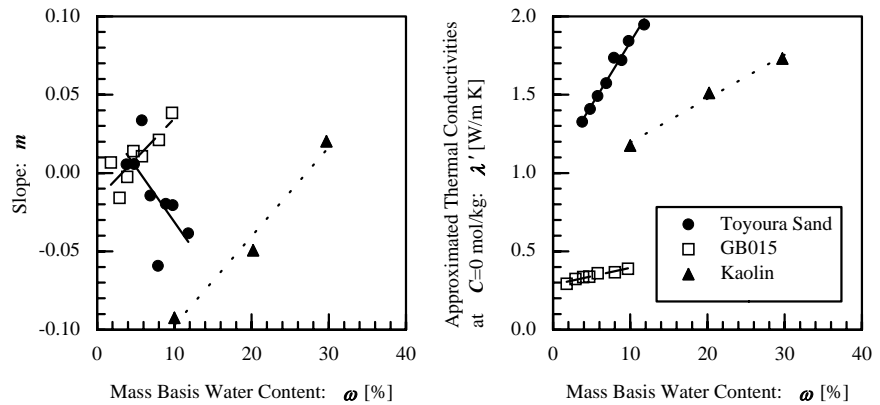 0.10
0.05
0.00
-0.05
-0.10
0 10 20 30 40
Slope: m
Mass Basis Water Content: ω [%]
2.0
1.5
1.0
0.5
0.0
0 10 20 30 40
Approximated Thermal Conductivities
at C=0 mol/kg: λ′ [W/m K]
Mass Basis Water Content: ω [%]
Toyoura Sand
GB015
Kaolin